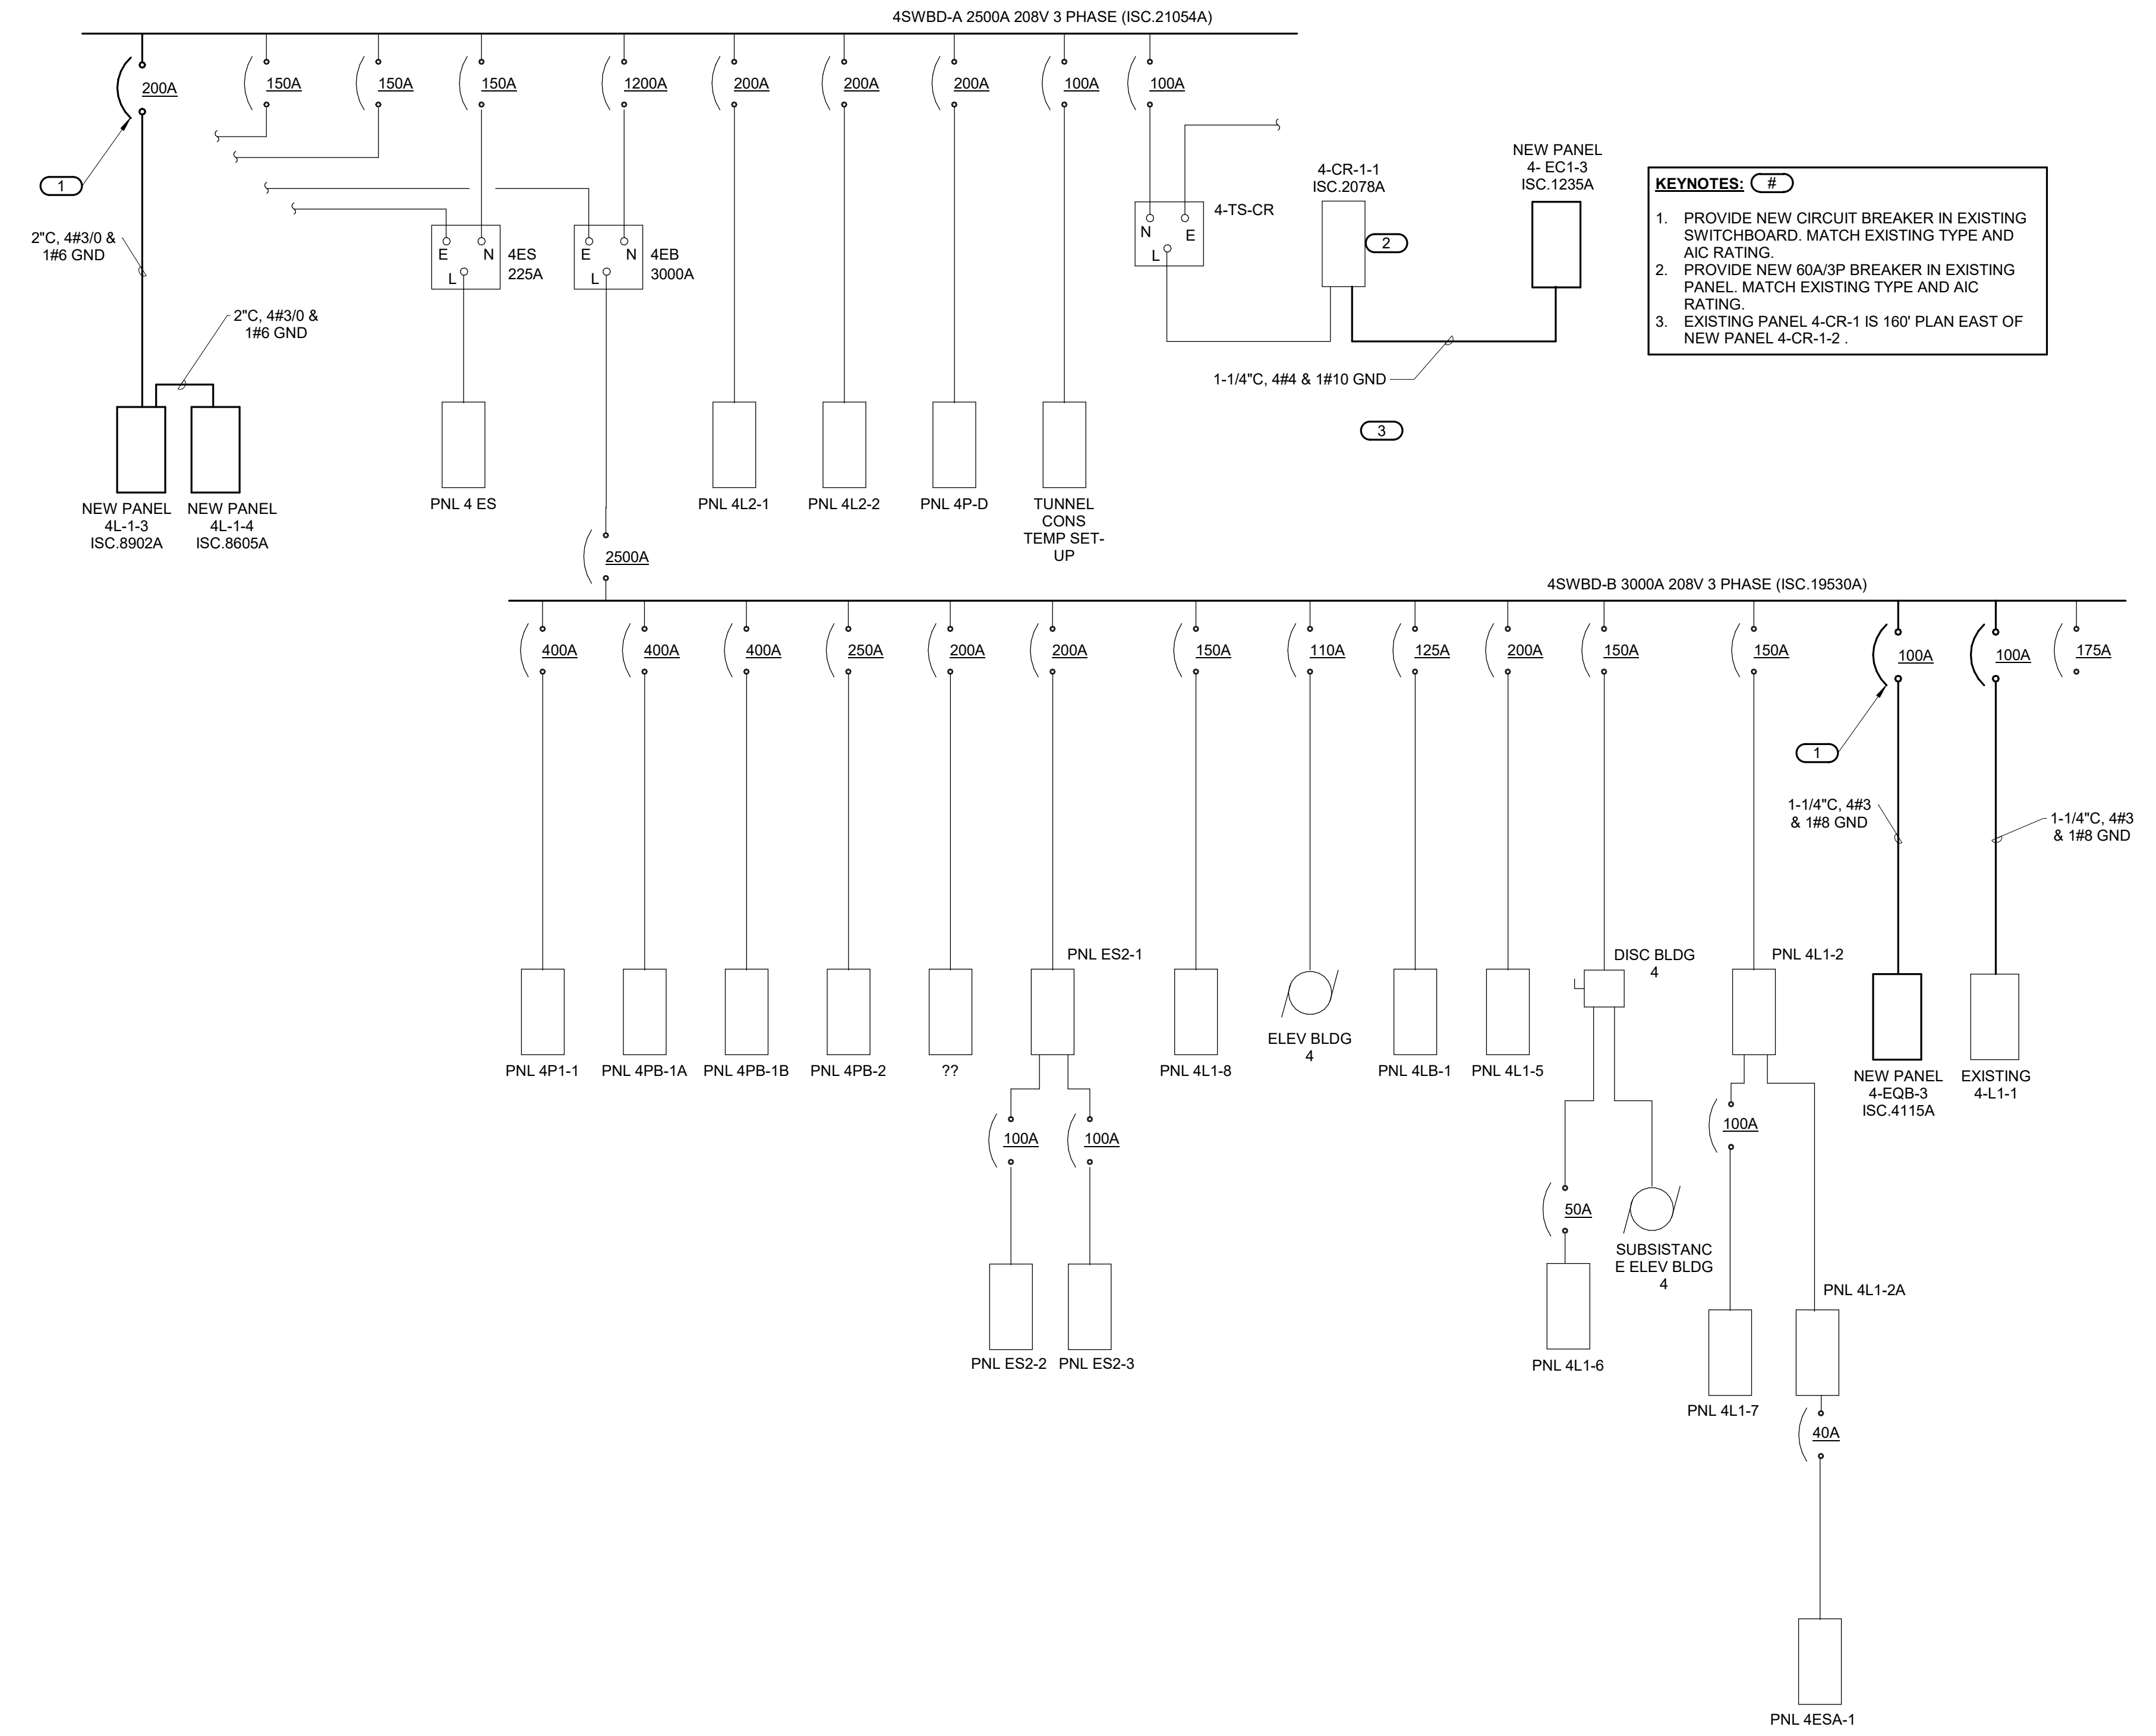 4SWBD-A 2500A 208V 3 PHASE (ISC.21054A)
200A
150A
150A
150A
1200A
200A
200A
200A
100A
100A
1
2"C, 4#3/0 &
1#6 GND
2"C, 4#3/0 &
1#6 GND
NEW PANEL
4L-1-3
ISC.8902A
NEW PANEL
4L-1-4
ISC.8605A
E
N
L
4ES
225A
E
N
L
4EB
3000A
PNL 4 ES
2500A
PNL 4L2-1
PNL 4L2-2
PNL 4P-D
TUNNEL
CONS
TEMP SET-
UP
N
E
L
4-TS-CR
4-CR-1-1
ISC.2078A
2
NEW PANEL
4- EC1-3
ISC.1235A
1-1/4"C, 4#4 & 1#10 GND
3
KEYNOTES: #
1. PROVIDE NEW CIRCUIT BREAKER IN EXISTING
SWITCHBOARD. MATCH EXISTING TYPE AND
AIC RATING.
2. PROVIDE NEW 60A/3P BREAKER IN EXISTING
PANEL. MATCH EXISTING TYPE AND AIC
RATING.
3. EXISTING PANEL 4-CR-1 IS 160' PLAN EAST OF
NEW PANEL 4-CR-1-2 .
4SWBD-B 3000A 208V 3 PHASE (ISC.19530A)
400A
400A
400A
250A
200A
200A
150A
110A
125A
200A
150A
150A
100A
100A
175A
1
1-1/4"C, 4#3
& 1#8 GND
1-1/4"C, 4#3
& 1#8 GND
PNL 4P1-1
PNL 4PB-1A
PNL 4PB-1B
PNL 4PB-2
??
PNL ES2-1
100A
100A
PNL ES2-2
PNL ES2-3
PNL 4L1-8
ELEV BLDG
4
PNL 4LB-1
PNL 4L1-5
DISC BLDG
4
50A
PNL 4L1-6
SUBSISTANC
E ELEV BLDG
4
PNL 4L1-2
100A
PNL 4L1-7
PNL 4L1-2A
40A
PNL 4ESA-1
NEW PANEL
4-EQB-3
ISC.4115A
EXISTING
4-L1-1